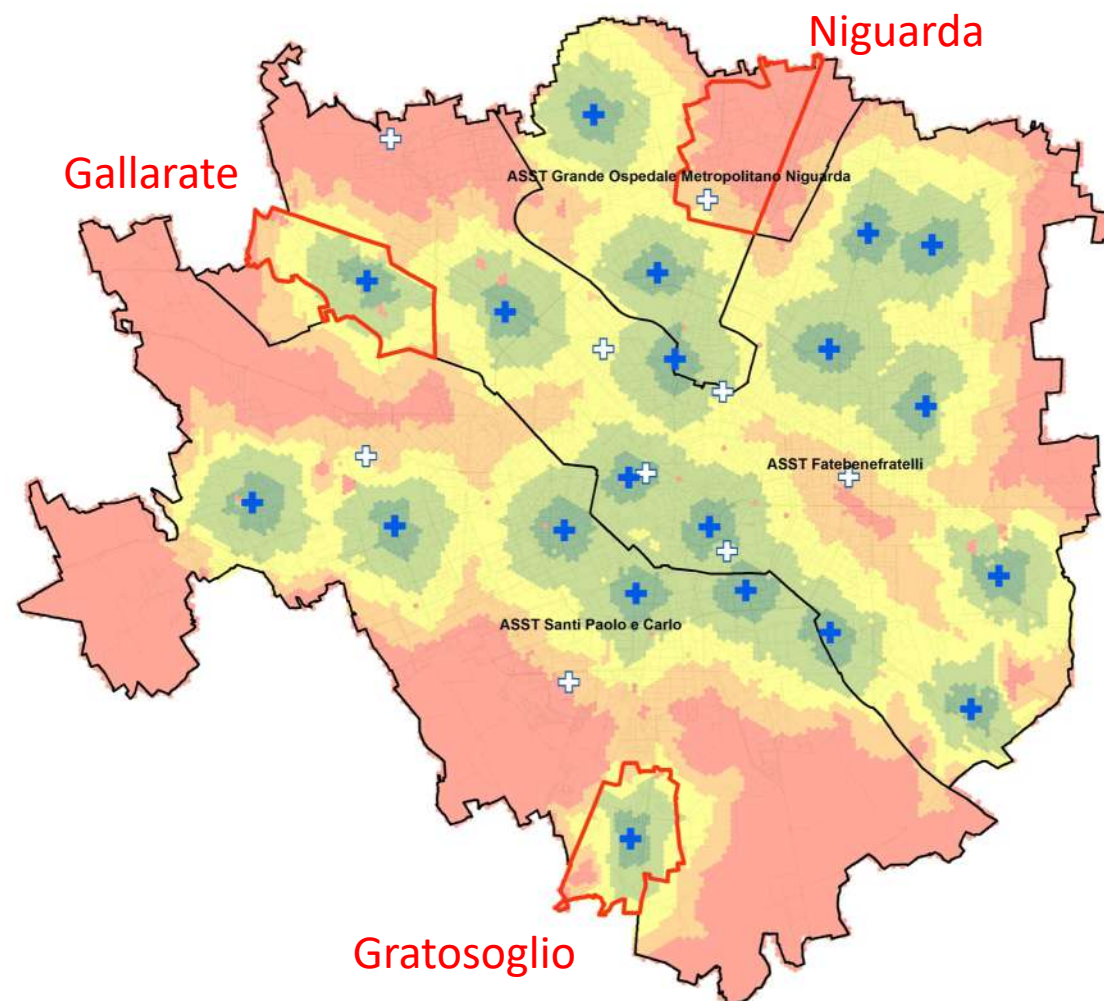 Niguarda
Gallarate
ASST Grande Ospedale Metropolitano Niguarda
ASST Fatebenefratelli
ASST Santi Paolo e Carlo
Gratosoglio